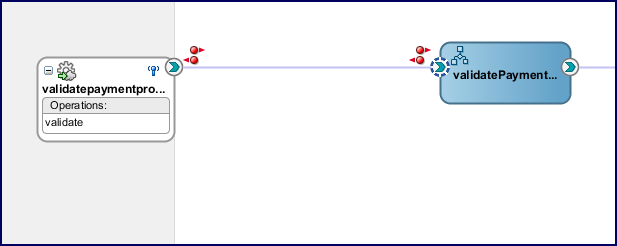 validatepaymentpro...
Operations:
validate
validatePayment...